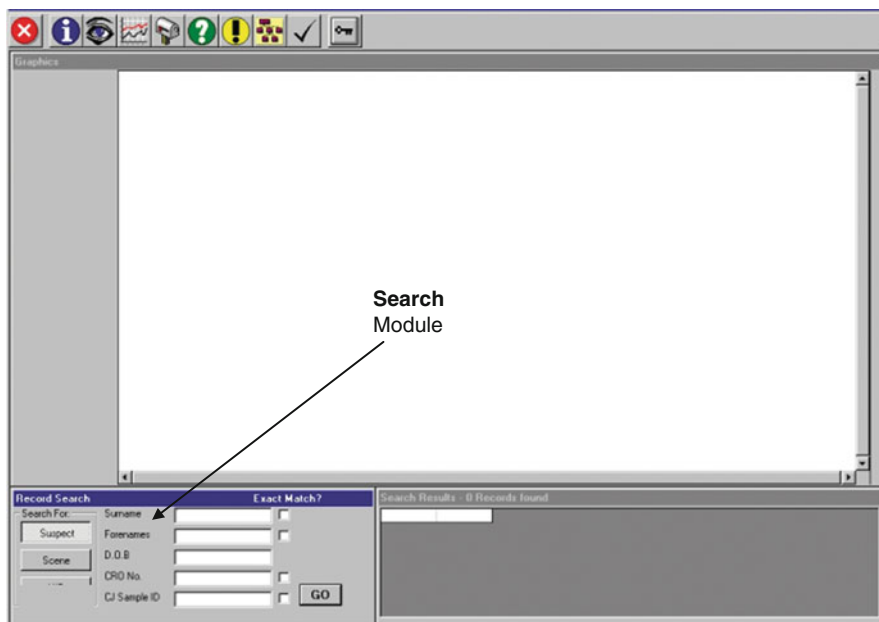 Graphics
Search
Module
Record Search Exact Match?
Search For:
Suspect
Scene
Surname
Forenames
D.O.B
CRO No.
CJ Sample ID
GO
Search Results - 0 Records found